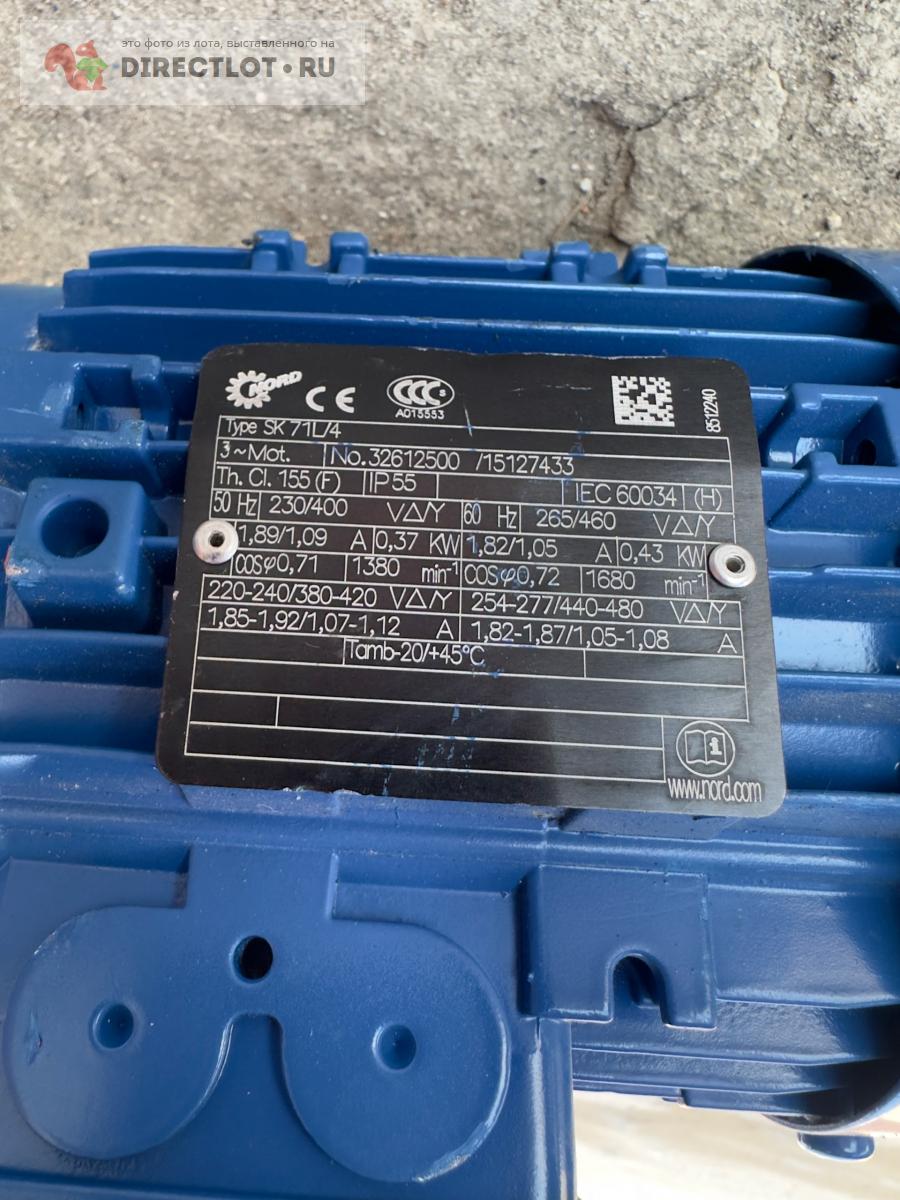 это фото из лота, выставленного на
DIRECTLOT.RU
NORD CE CCC S
A015553
8512240
Type SK 71L/4
3~Mot. No. 32612500 /15127433
Th. Cl. 155 (F) IP55 IEC 60034 (H)
50 Hz 230/400 V△/Y 60 Hz 265/460 V△/Y
1,89/1,09 A 0,37 KW 1,82/1,05 A 0,43 KW
COSφ0,71 1380 min-1 COSφ0,72 1680 min-1
220-240/380-420 V△/Y 254-277/440-480 V△/Y
1,85-1,92/1,07-1,12 A 1,82-1,87/1,05-1,08 A
Tamb-20/+45°C
i
www.nord.com